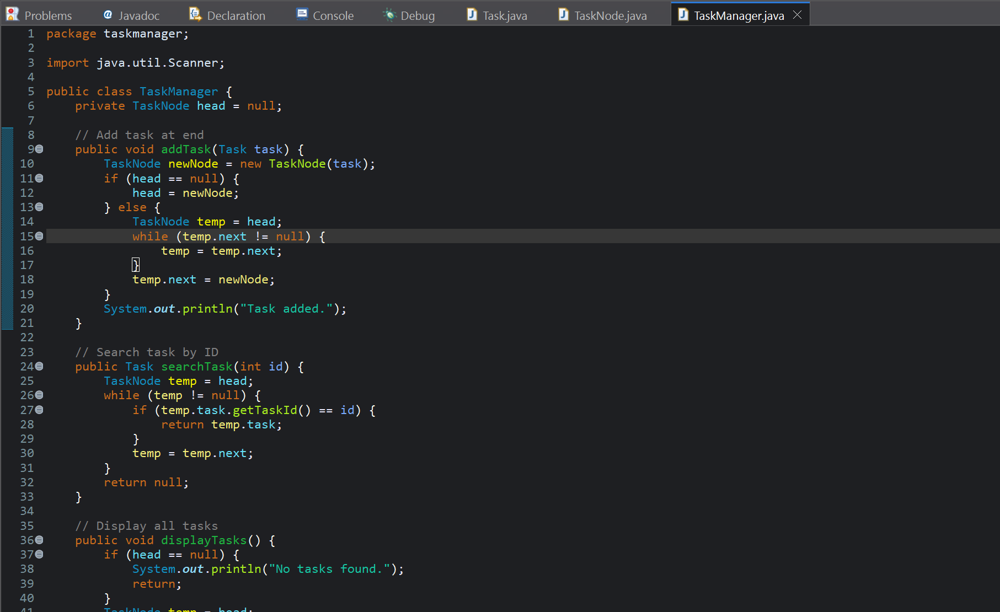 Problems Javadoc Declaration Console Debug Task.java TaskNode.java TaskManager.java
1 package taskmanager;
2
3 import java.util.Scanner;
4
5 public class TaskManager {
6     private TaskNode head = null;
7
8     // Add task at end
9     public void addTask(Task task) {
10         TaskNode newNode = new TaskNode(task);
11         if (head == null) {
12             head = newNode;
13         } else {
14             TaskNode temp = head;
15             while (temp.next != null) {
16                 temp = temp.next;
17             }
18             temp.next = newNode;
19         }
20         System.out.println("Task added.");
21     }
22
23     // Search task by ID
24     public Task searchTask(int id) {
25         TaskNode temp = head;
26         while (temp != null) {
27             if (temp.task.getTaskId() == id) {
28                 return temp.task;
29             }
30             temp = temp.next;
31         }
32         return null;
33     }
34
35     // Display all tasks
36     public void displayTasks() {
37         if (head == null) {
38             System.out.println("No tasks found.");
39             return;
40         }
41         TaskNode temp = head;